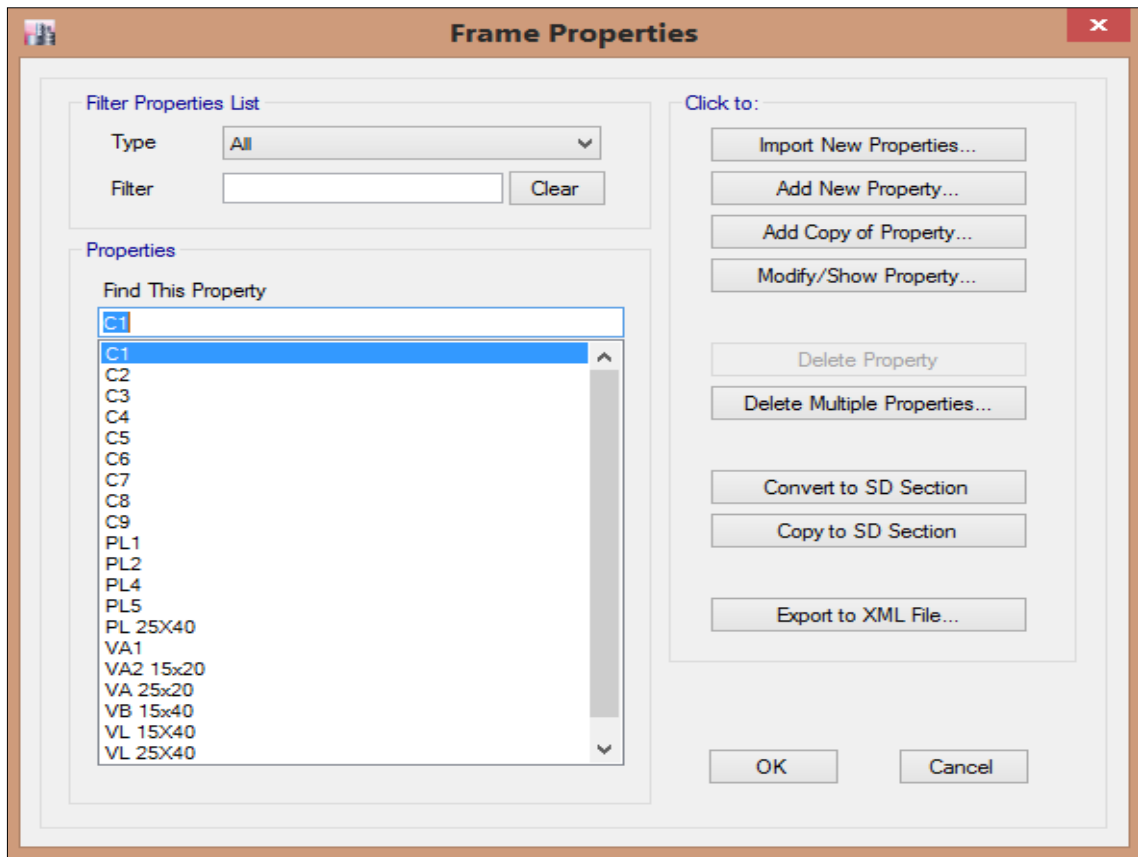 Frame Properties
Filter Properties List
Type
All
Filter
Clear
Properties
Find This Property
C1
C1
C2
C3
C4
C5
C6
C7
C8
C9
PL1
PL2
PL4
PL5
PL 25X40
VA1
VA2 15x20
VA 25x20
VB 15x40
VL 15X40
VL 25X40
Click to:
Import New Properties...
Add New Property...
Add Copy of Property...
Modify/Show Property...
Delete Property
Delete Multiple Properties...
Convert to SD Section
Copy to SD Section
Export to XML File...
OK
Cancel